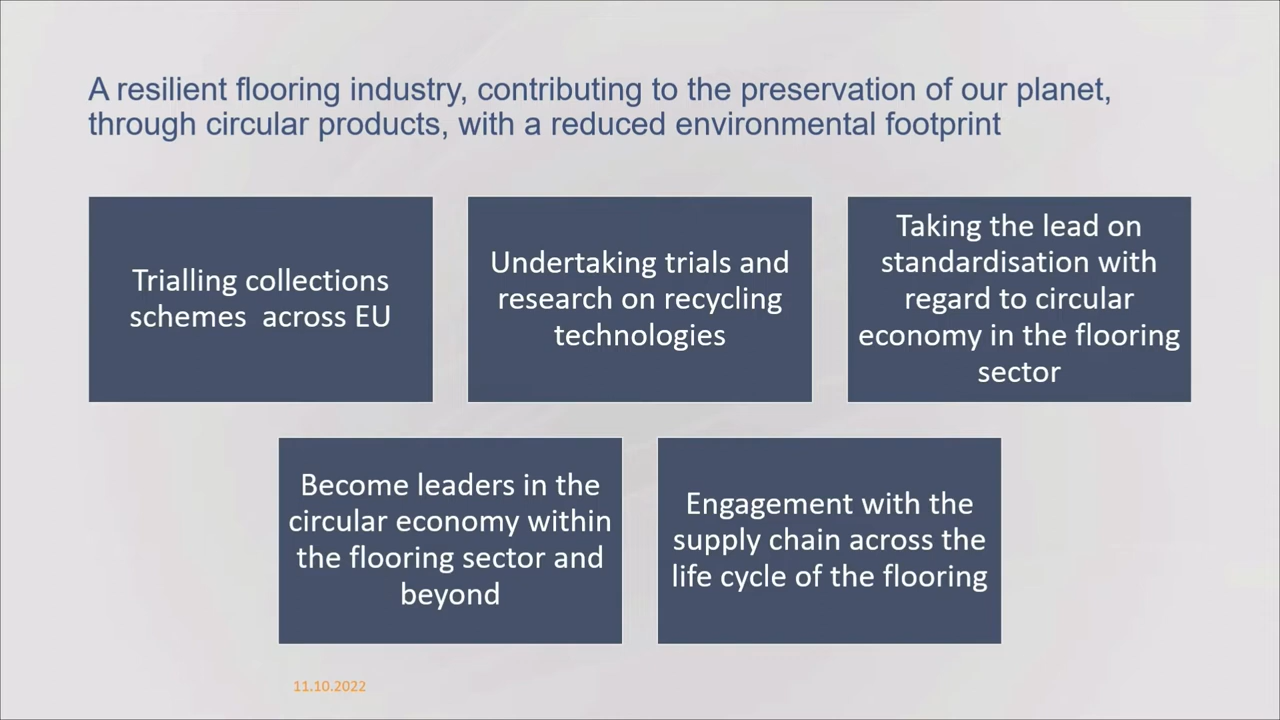 A resilient flooring industry, contributing to the preservation of our planet,
through circular products, with a reduced environmental footprint
Trialling collections
schemes  across EU
Undertaking trials and
research on recycling
technologies
Taking the lead on
standardisation with
regard to circular
economy in the flooring
sector
Become leaders in the
circular economy within
the flooring sector and
beyond
Engagement with the
supply chain across the
life cycle of the flooring
11.10.2022